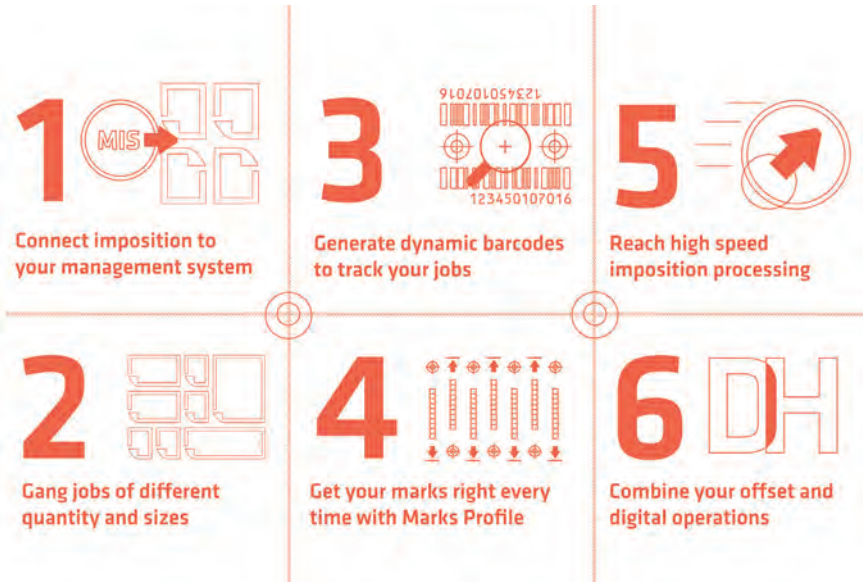 1
MIS
Connect imposition to
your management system
2
Gang jobs of different
quantity and sizes
3
123450107016
123450107016
Generate dynamic barcodes
to track your jobs
4
Get your marks right every
time with Marks Profile
5
Reach high speed
imposition processing
6
DH
Combine your offset and
digital operations